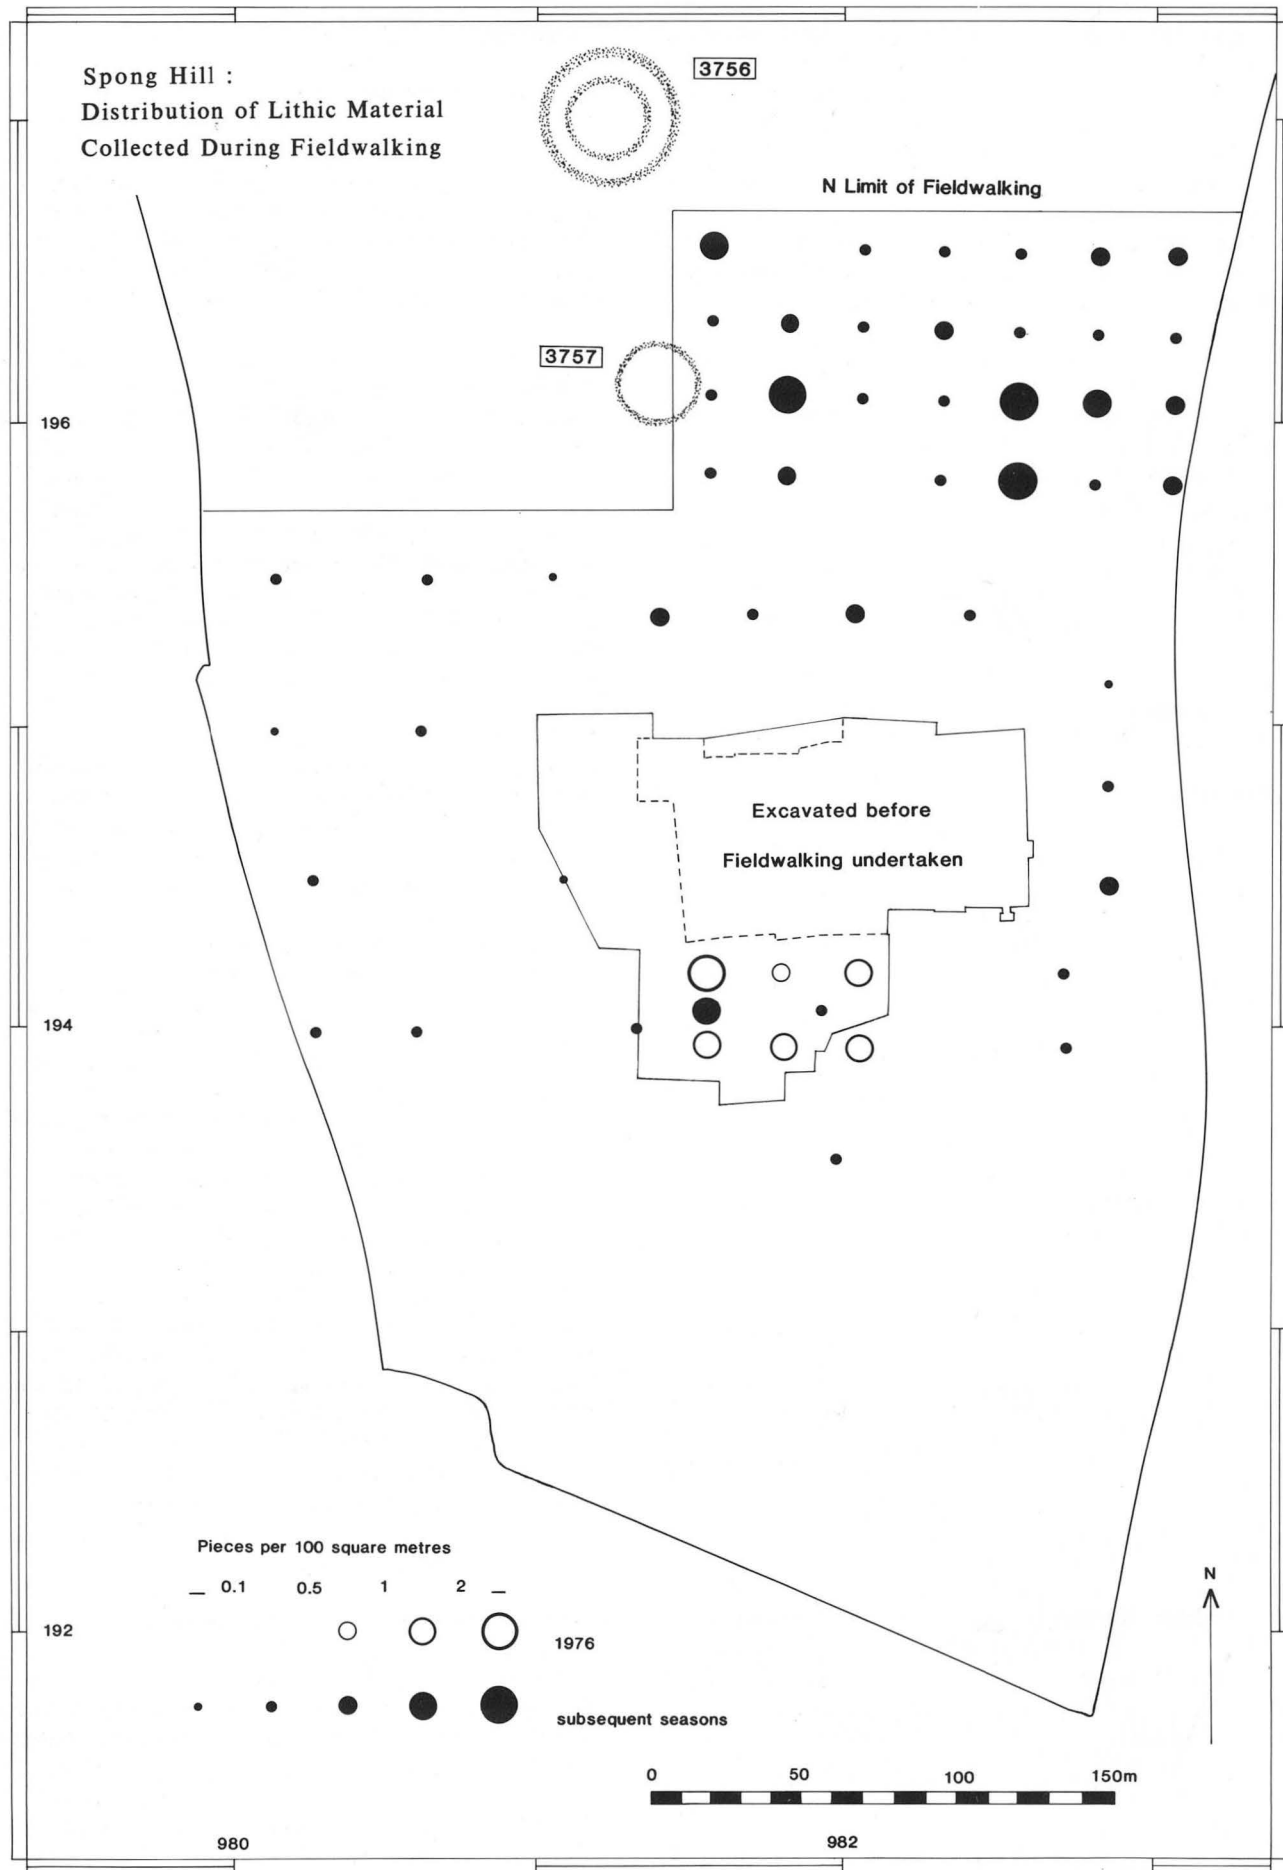 Spong Hill :
Distribution of Lithic Material
Collected During Fieldwalking
3756
N Limit of Fieldwalking
3757
196
Excavated before
Fieldwalking undertaken
194
Pieces per 100 square metres
— 0.1 0.5 1 2 —
192
1976
subsequent seasons
N
0 50 100 150m
980 982